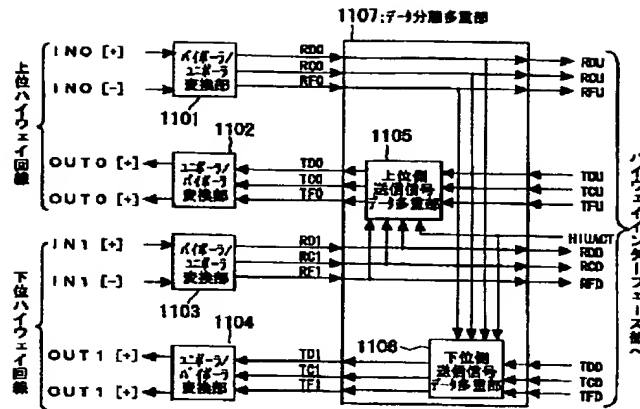 1107:データ分離多重部
上位ハイウェイ回線
IN0 [+]
IN0 [-]
バイポーラ/
ユニポーラ
変換部
1101
RD0
RC0
RF0
RDU
RCU
RFU
OUT0 [+]
OUT0 [+]
1102
ユニポーラ/
バイポーラ
変換部
TD0
TC0
TF0
1105
上位側
送信信号
データ多重部
TDU
TCU
TFU
HIWACT
下位ハイウェイ回線
IN1 [+]
IN1 [-]
バイポーラ/
ユニポーラ
変換部
1103
RD1
RC1
RF1
RDD
RCD
RFD
OUT1 [+]
OUT1 [+]
1104
ユニポーラ/
バイポーラ
変換部
TD1
TC1
TF1
1106
下位側
送信信号
データ多重部
TDD
TCD
TFD
ハイウェイインターフェース部へ